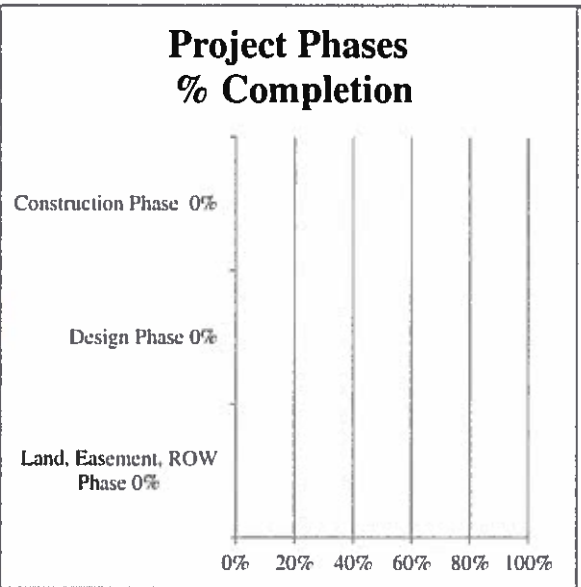 Project Phases
% Completion
Construction Phase 0%
Design Phase 0%
Land, Easement, ROW
Phase 0%
0% 20% 40% 60% 80% 100%